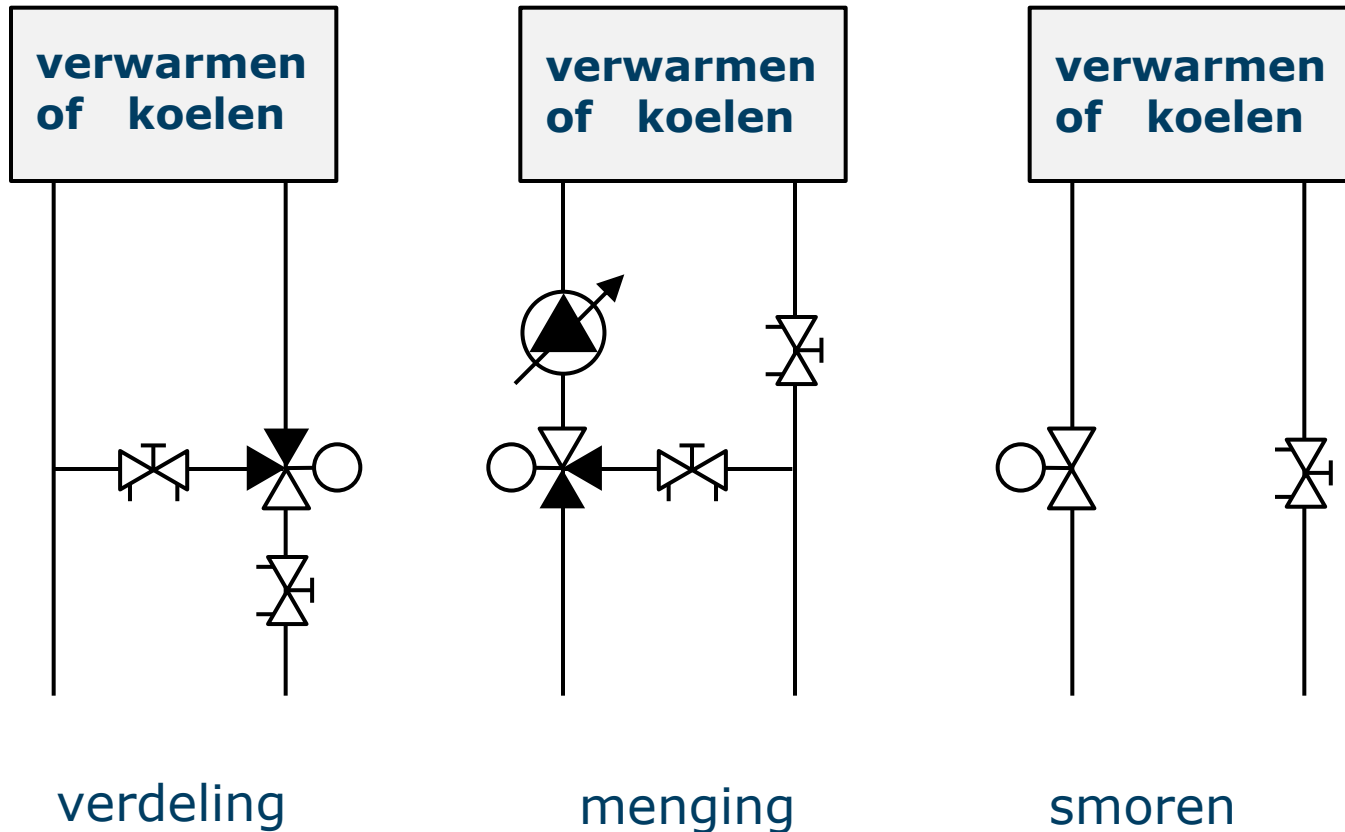 verwarmen
of koelen
verwarmen
of koelen
verwarmen
of koelen
verdeling
menging
smoren